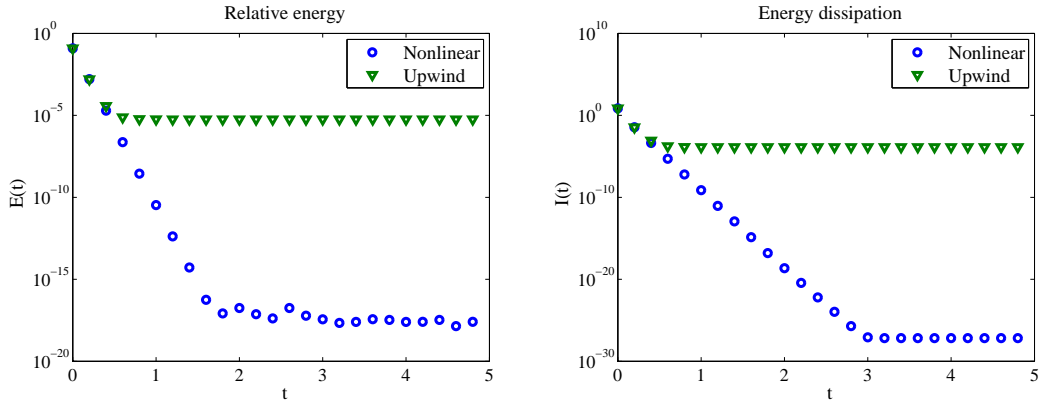 Relative energy
10^0
10^-5
10^-10
10^-15
10^-20
E(t)
Nonlinear
Upwind
0 1 2 3 4 5
t
Energy dissipation
10^10
10^0
10^-10
10^-20
10^-30
I(t)
Nonlinear
Upwind
0 1 2 3 4 5
t